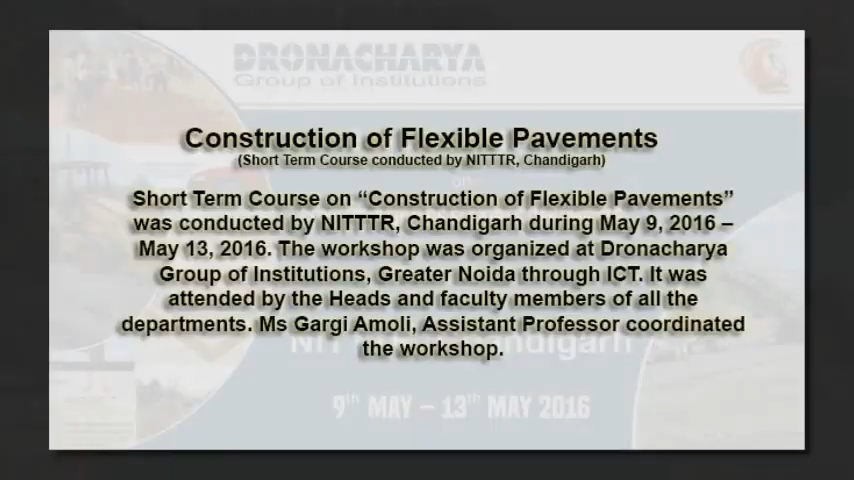 DRONACHARYA
Group of Institutions
Construction of Flexible Pavements
(Short Term Course conducted by NITTTR, Chandigarh)
Short Term Course on “Construction of Flexible Pavements”
was conducted by NITTTR, Chandigarh during May 9, 2016 –
May 13, 2016. The workshop was organized at Dronacharya
Group of Institutions, Greater Noida through ICT. It was
attended by the Heads and faculty members of all the
departments. Ms Gargi Amoli, Assistant Professor coordinated
the workshop.
9TH MAY – 13TH MAY 2016